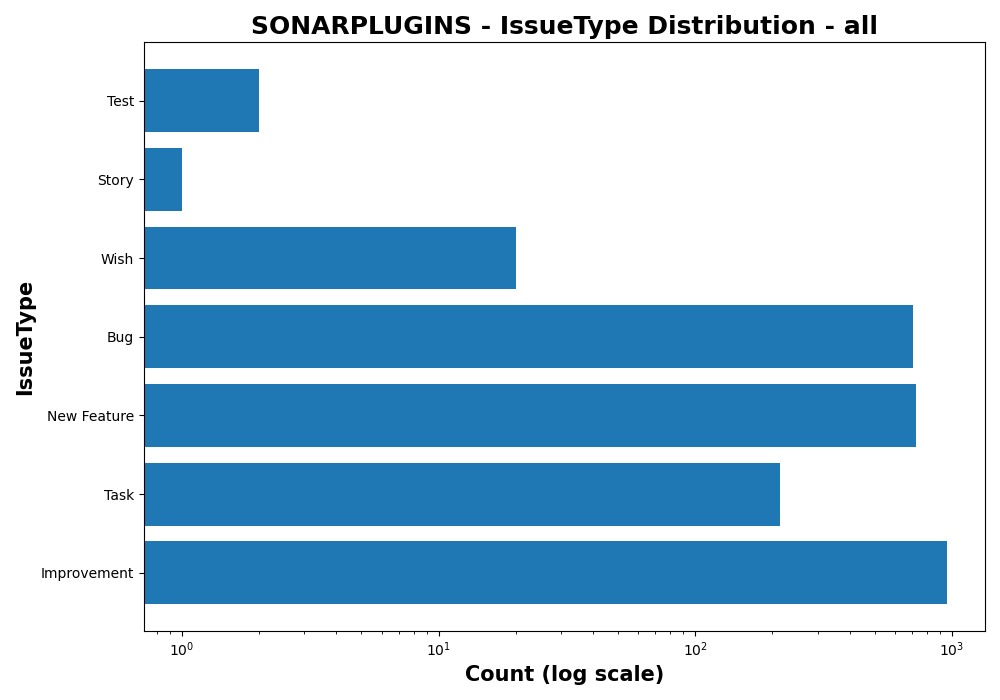 SONARPLUGINS - IssueType Distribution - all
IssueType
Test
Story
Wish
Bug
New Feature
Task
Improvement
10⁰ 10¹ 10² 10³
Count (log scale)